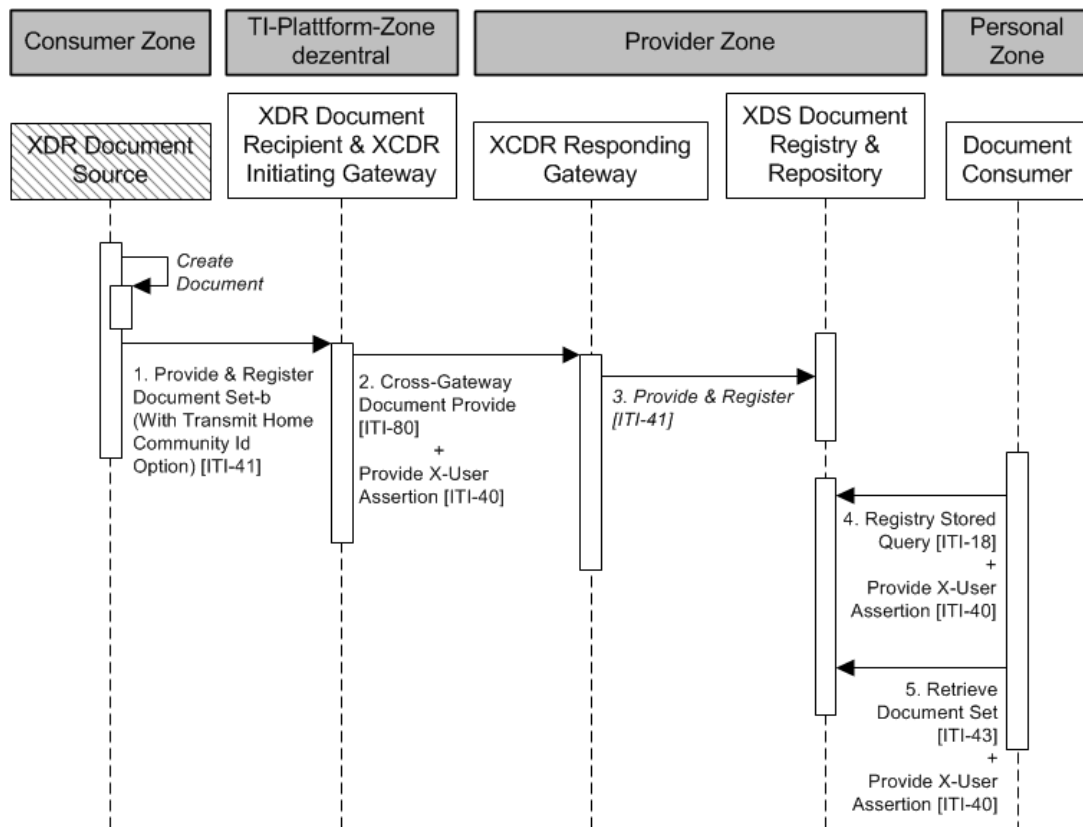 Consumer Zone
TI-Plattform-Zone
dezentral
Provider Zone
Personal
Zone
XDR Document
Source
XDR Document
Recipient & XCDR
Initiating Gateway
XCDR Responding
Gateway
XDS Document
Registry &
Repository
Document
Consumer
Create
Document
1. Provide & Register
Document Set-b
(With Transmit Home
Community Id
Option) [ITI-41]
2. Cross-Gateway
Document Provide
[ITI-80]
+
Provide X-User
Assertion [ITI-40]
3. Provide & Register
[ITI-41]
4. Registry Stored
Query [ITI-18]
+
Provide X-User
Assertion [ITI-40]
5. Retrieve
Document Set
[ITI-43]
+
Provide X-User
Assertion [ITI-40]